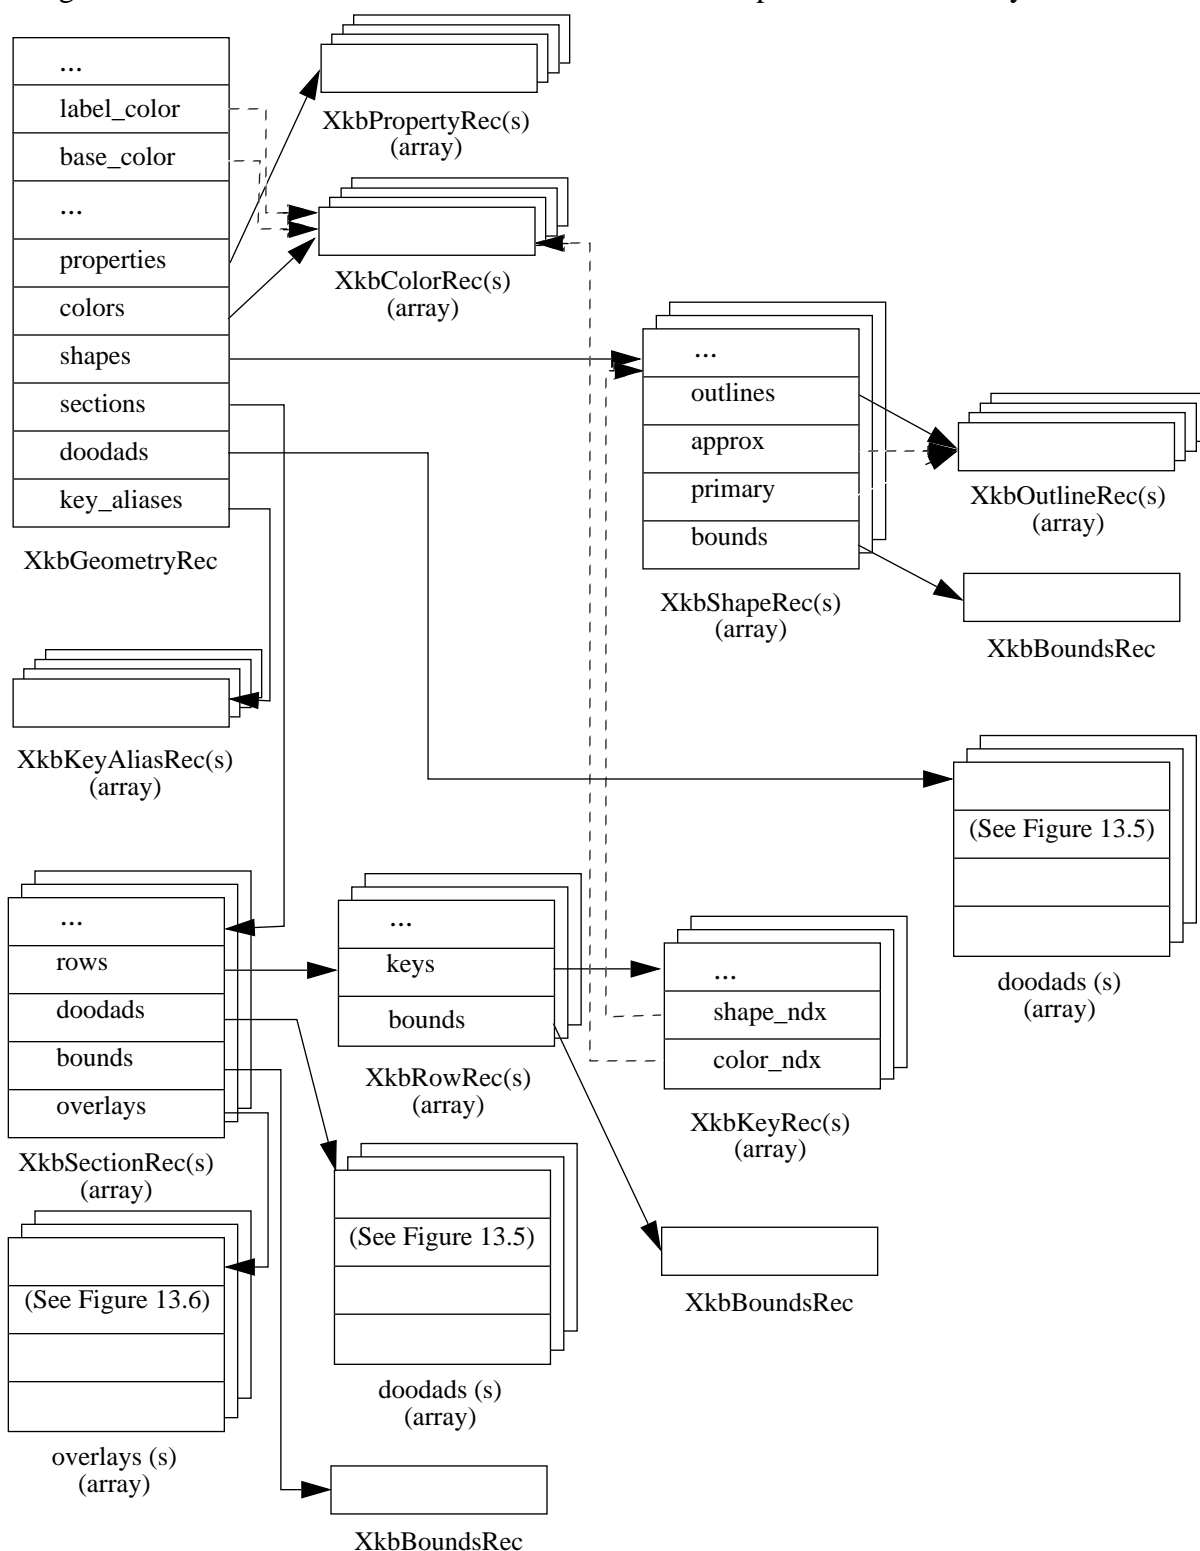 ...
label_color
base_color
...
properties
colors
shapes
sections
doodads
key_aliases
XkbGeometryRec
XkbPropertyRec(s)
(array)
XkbColorRec(s)
(array)
...
outlines
approx
primary
bounds
XkbShapeRec(s)
(array)
XkbOutlineRec(s)
(array)
XkbBoundsRec
XkbKeyAliasRec(s)
(array)
(See Figure 13.5)
doodads (s)
(array)
...
rows
doodads
bounds
overlays
XkbSectionRec(s)
(array)
...
keys
bounds
XkbRowRec(s)
(array)
...
shape_ndx
color_ndx
XkbKeyRec(s)
(array)
(See Figure 13.6)
overlays (s)
(array)
(See Figure 13.5)
doodads (s)
(array)
XkbBoundsRec
XkbBoundsRec